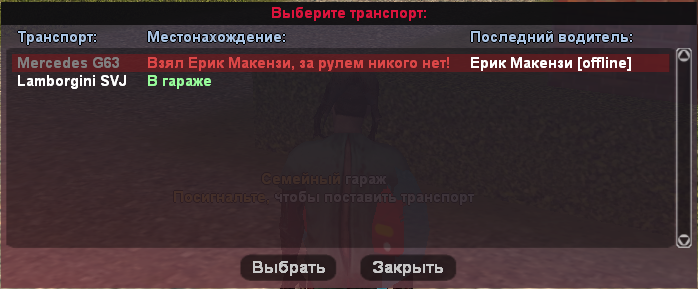 Выберите транспорт:
Транспорт: Местонахождение: Последний водитель:
Mercedes G63 Взял Ерик Макензи, за рулем никого нет! Ерик Макензи [offline]
Lamborgini SVJ В гараже
Семейный гараж
Посигнальте, чтобы поставить транспорт
Выбрать Закрыть